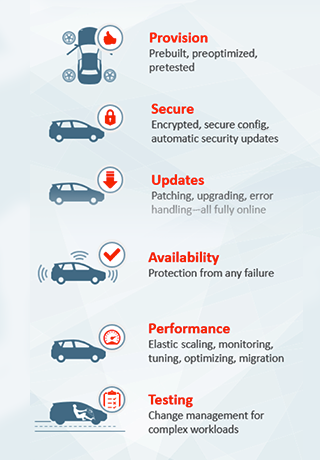 Provision
Prebuilt, preoptimized,
pretested
Secure
Encrypted, secure config,
automatic security updates
Updates
Patching, upgrading, error
handling—all fully online
Availability
Protection from any failure
Performance
Elastic scaling, monitoring,
tuning, optimizing, migration
Testing
Change management for
complex workloads